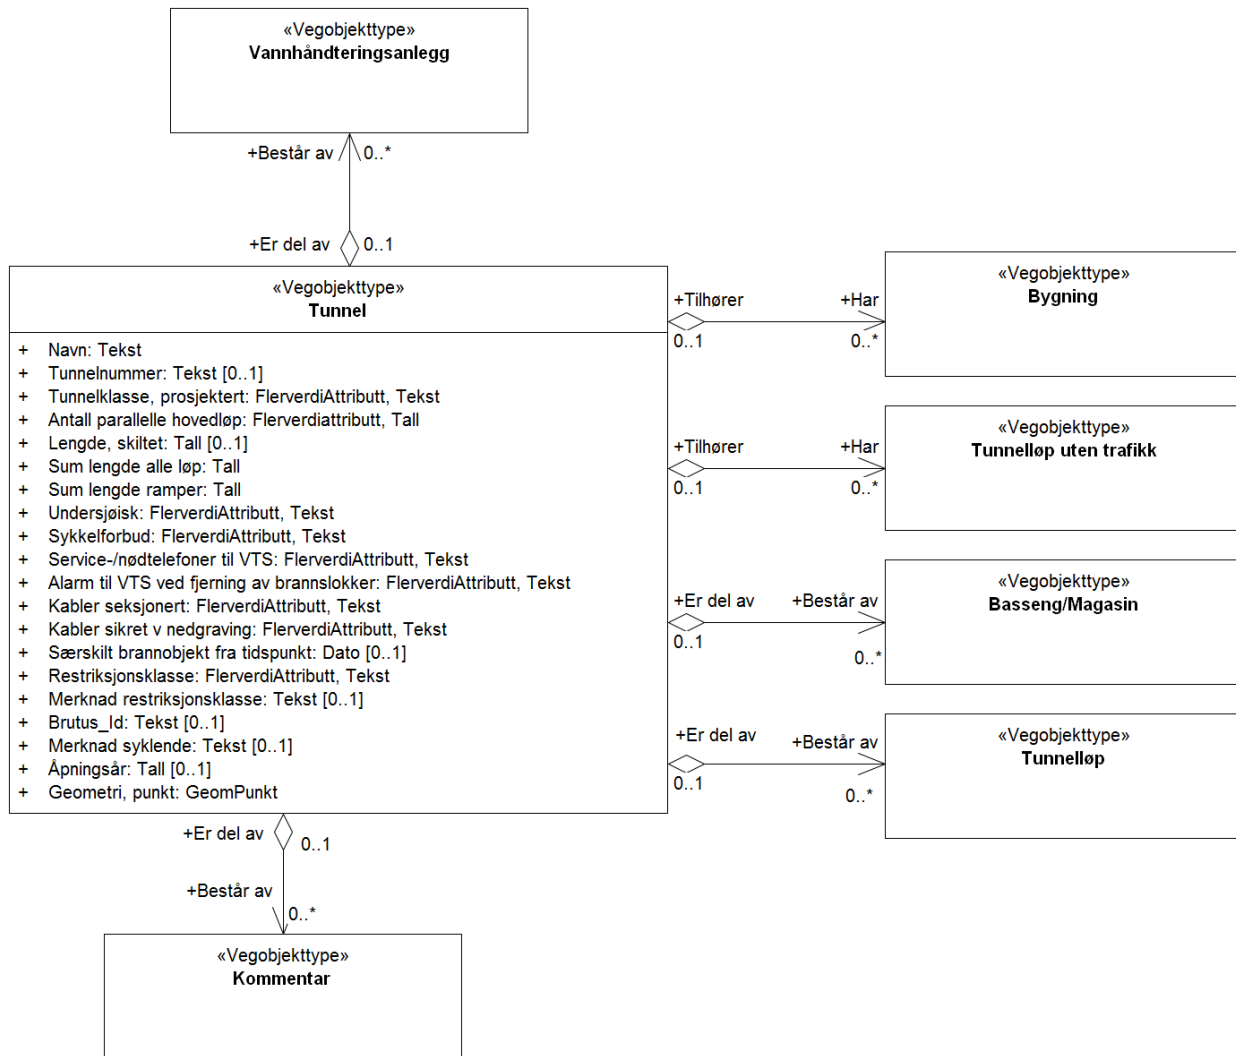 «Vegobjekttype»
Vannhåndteringsanlegg
+Består av 0..*
+Er del av 0..1
«Vegobjekttype»
Tunnel
+ Navn: Tekst
+ Tunnelnummer: Tekst [0..1]
+ Tunnelklasse, prosjektert: FlerverdiAttributt, Tekst
+ Antall parallelle hovedløp: Flerverdiattributt, Tall
+ Lengde, skiltet: Tall [0..1]
+ Sum lengde alle løp: Tall
+ Sum lengde ramper: Tall
+ Undersjøisk: FlerverdiAttributt, Tekst
+ Sykkelforbud: FlerverdiAttributt, Tekst
+ Service-/nødtelefoner til VTS: FlerverdiAttributt, Tekst
+ Alarm til VTS ved fjerning av brannslokker: FlerverdiAttributt, Tekst
+ Kabler seksjonert: FlerverdiAttributt, Tekst
+ Kabler sikret v nedgraving: FlerverdiAttributt, Tekst
+ Særskilt brannobjekt fra tidspunkt: Dato [0..1]
+ Restriksjonsklasse: FlerverdiAttributt, Tekst
+ Merknad restriksjonsklasse: Tekst [0..1]
+ Brutus_Id: Tekst [0..1]
+ Merknad syklende: Tekst [0..1]
+ Åpningsår: Tall [0..1]
+ Geometri, punkt: GeomPunkt
+Tilhører +Har
0..1 0..*
«Vegobjekttype»
Bygning
+Tilhører +Har
0..1 0..*
«Vegobjekttype»
Tunnelløp uten trafikk
+Er del av +Består av
0..1 0..*
«Vegobjekttype»
Basseng/Magasin
+Er del av +Består av
0..1 0..*
«Vegobjekttype»
Tunnelløp
+Er del av 0..1
+Består av 0..*
«Vegobjekttype»
Kommentar